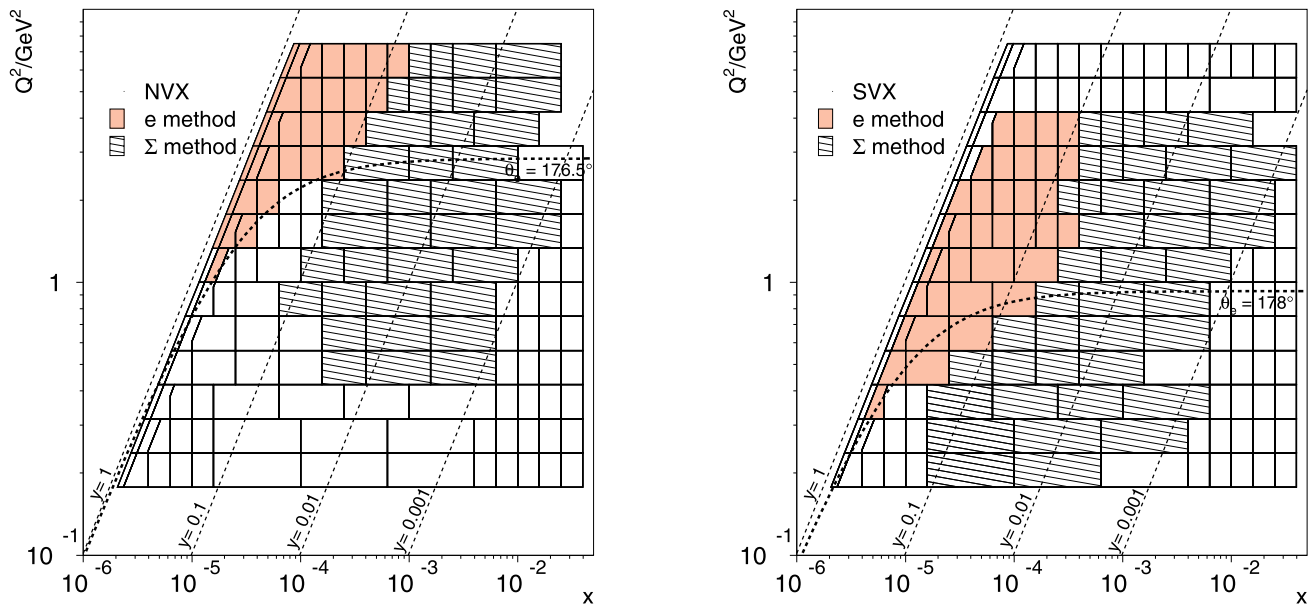 Q²/GeV²
NVX
e method
Σ method
θₑ = 176.5°
1
y= 1
y= 0.1
y= 0.01
y= 0.001
10⁻¹
10⁻⁶ 10⁻⁵ 10⁻⁴ 10⁻³ 10⁻²
x
Q²/GeV²
SVX
e method
Σ method
θₑ = 178°
1
y= 1
y= 0.1
y= 0.01
y= 0.001
10⁻¹
10⁻⁶ 10⁻⁵ 10⁻⁴ 10⁻³ 10⁻²
x